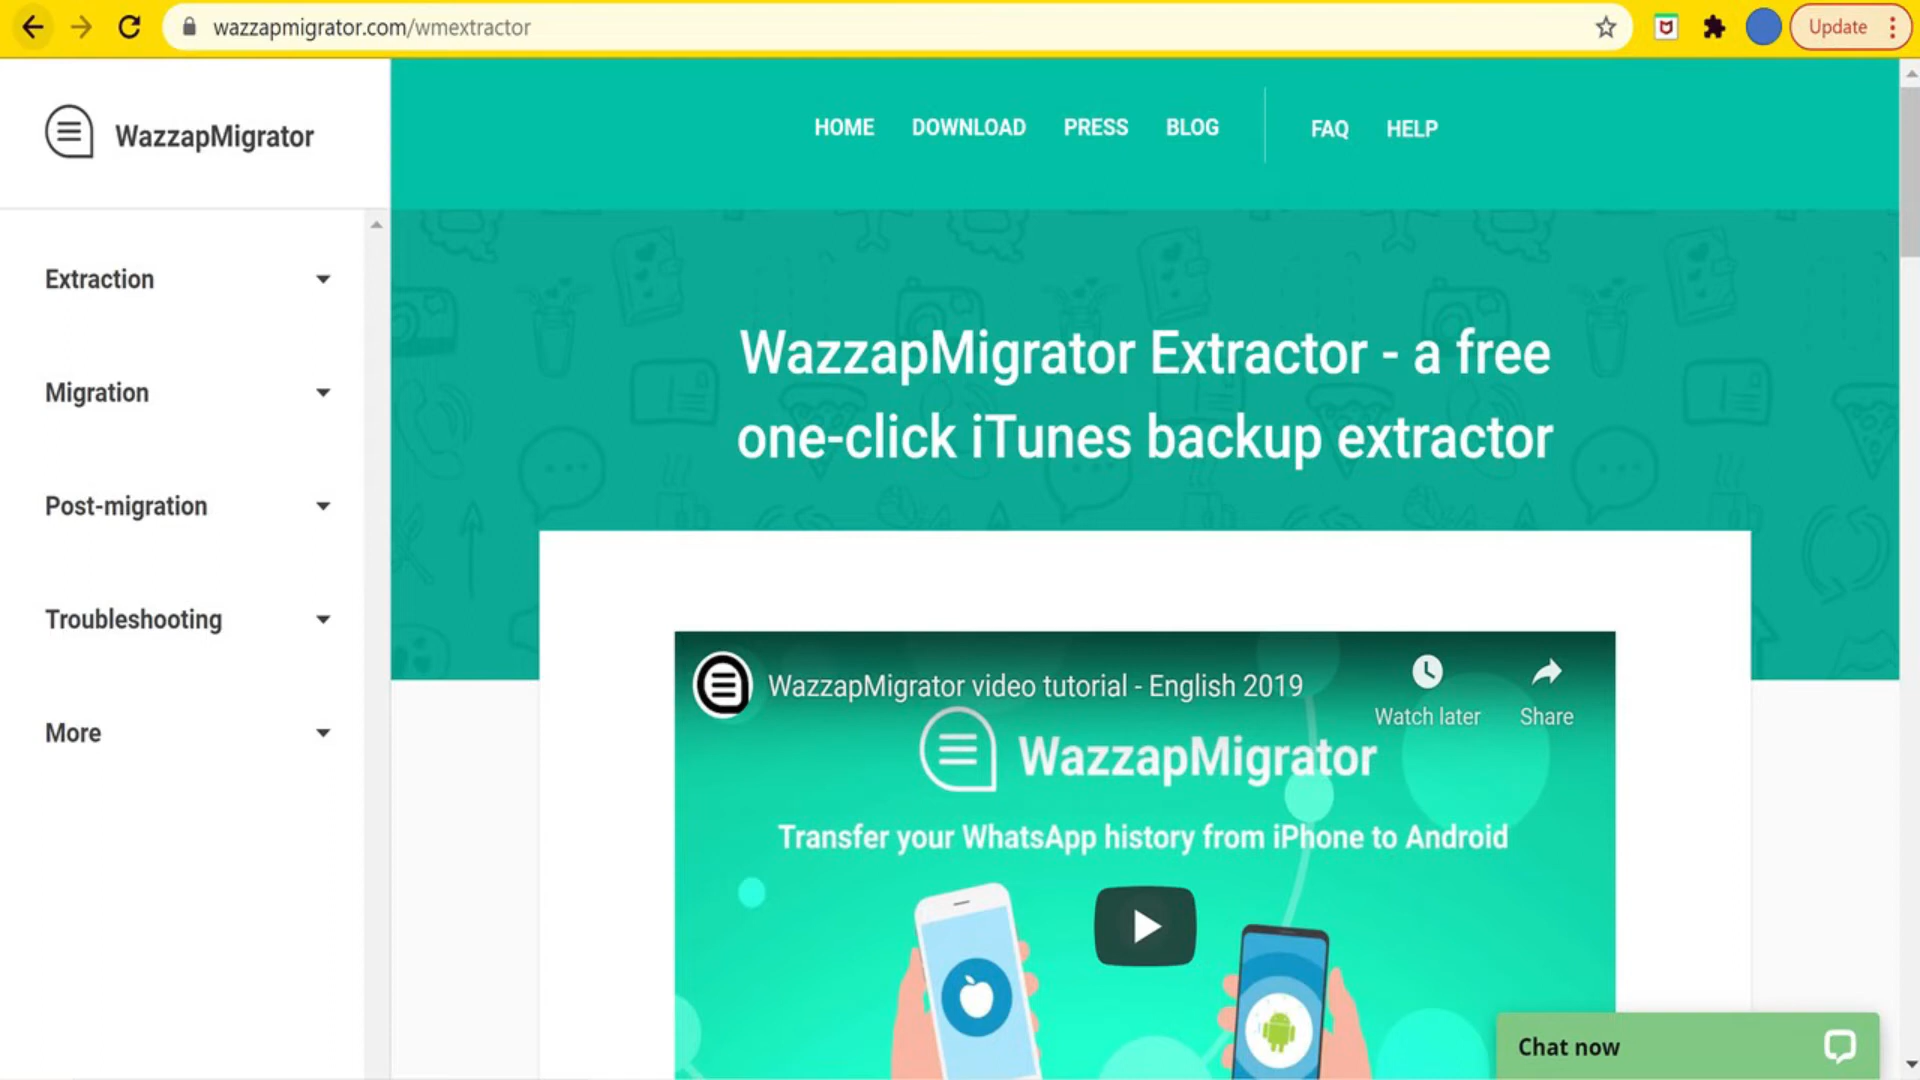 wazzapmigrator.com/wmextractor
Update
WazzapMigrator
HOME DOWNLOAD PRESS BLOG FAQ HELP
Extraction
Migration
Post-migration
Troubleshooting
More
WazzapMigrator Extractor - a free
one-click iTunes backup extractor
WazzapMigrator video tutorial - English 2019
Watch later
Share
WazzapMigrator
Transfer your WhatsApp history from iPhone to Android
Chat now